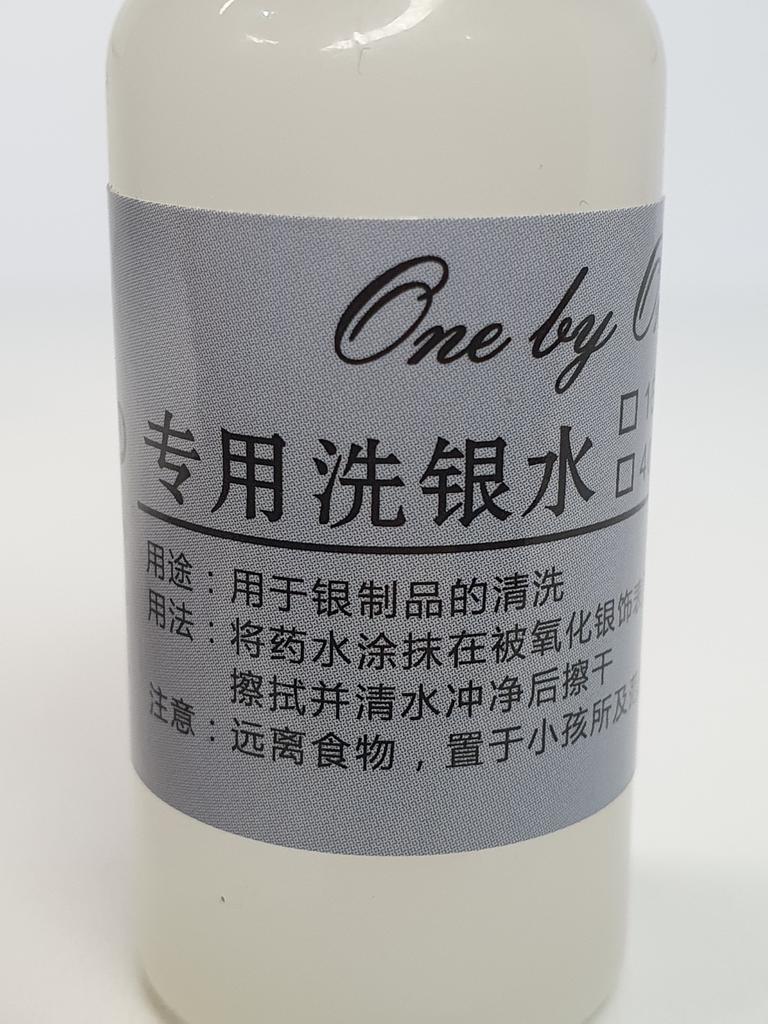 One by
专用洗银水
用途：用于银制品的清洗
用法：将药水涂抹在被氧化银饰表
擦拭并清水冲净后擦干
注意：远离食物，置于小孩所及